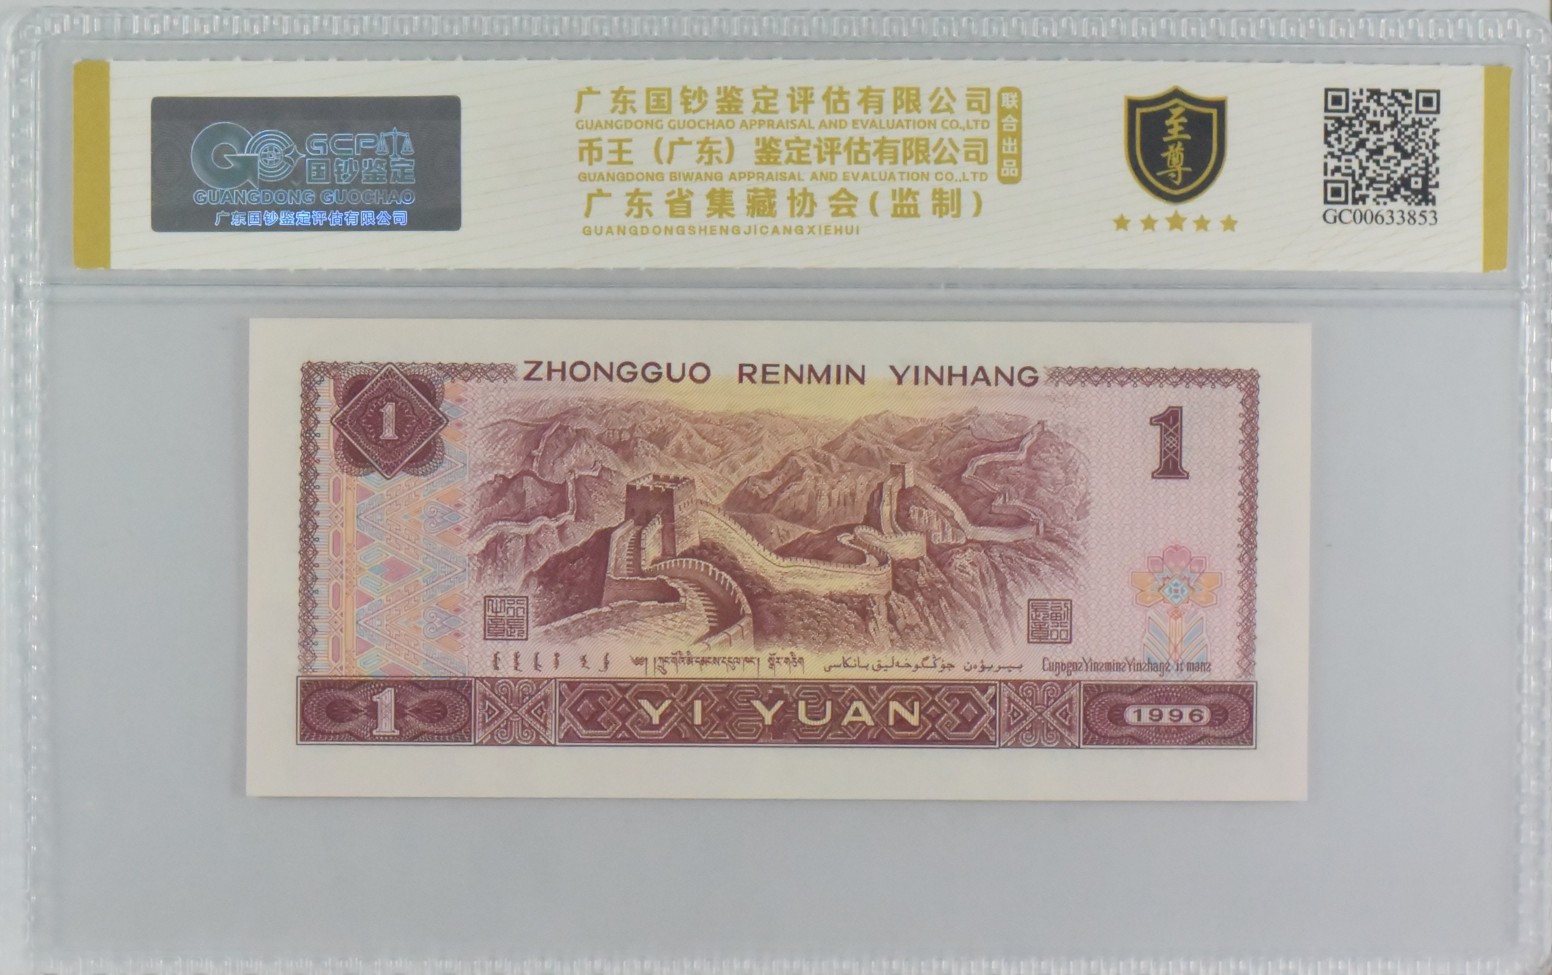 GCP
国钞鉴定
GUANGDONG GUOCHAO
广东国钞鉴定评估有限公司
广东国钞鉴定评估有限公司
GUANGDONG GUOCHAO APPRAISAL AND EVALUATION CO.,LTD
币王（广东）鉴定评估有限公司
GUANGDONG BIWANG APPRAISAL AND EVALUATION CO.,LTD
联合出品
广东省集藏协会(监制)
GUANGDONGSHENGJICANGXIEHUI
至尊
GC00633853
ZHONGGUO RENMIN YINHANG
1
1
1
YI YUAN
1996